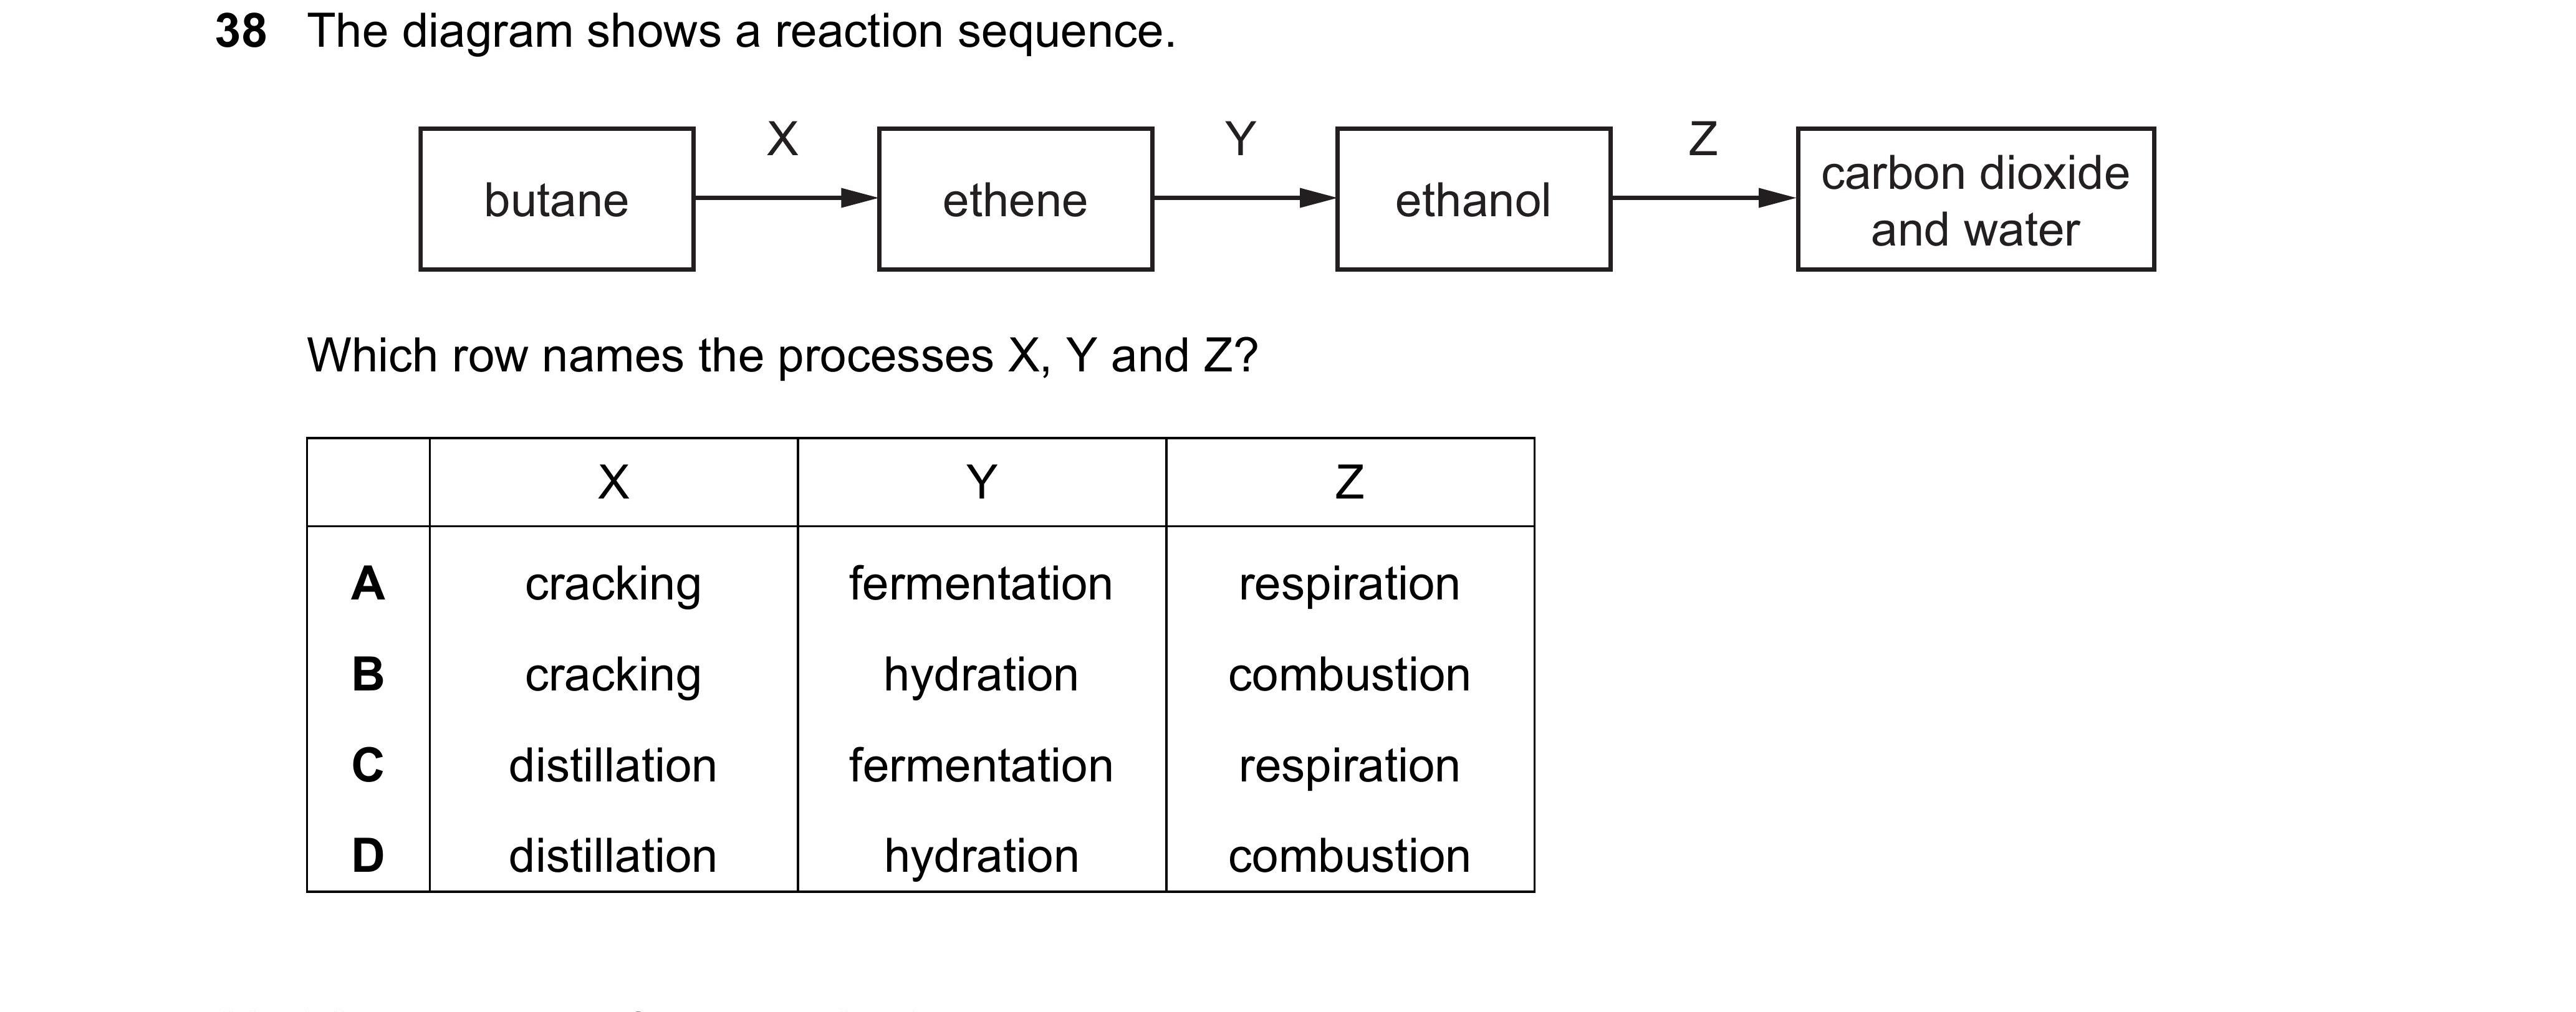 38 The diagram shows a reaction sequence.
X Y Z
butane ethene ethanol carbon dioxide
and water
Which row names the processes X, Y and Z?
X Y Z
A cracking fermentation respiration
B cracking hydration combustion
C distillation fermentation respiration
D distillation hydration combustion